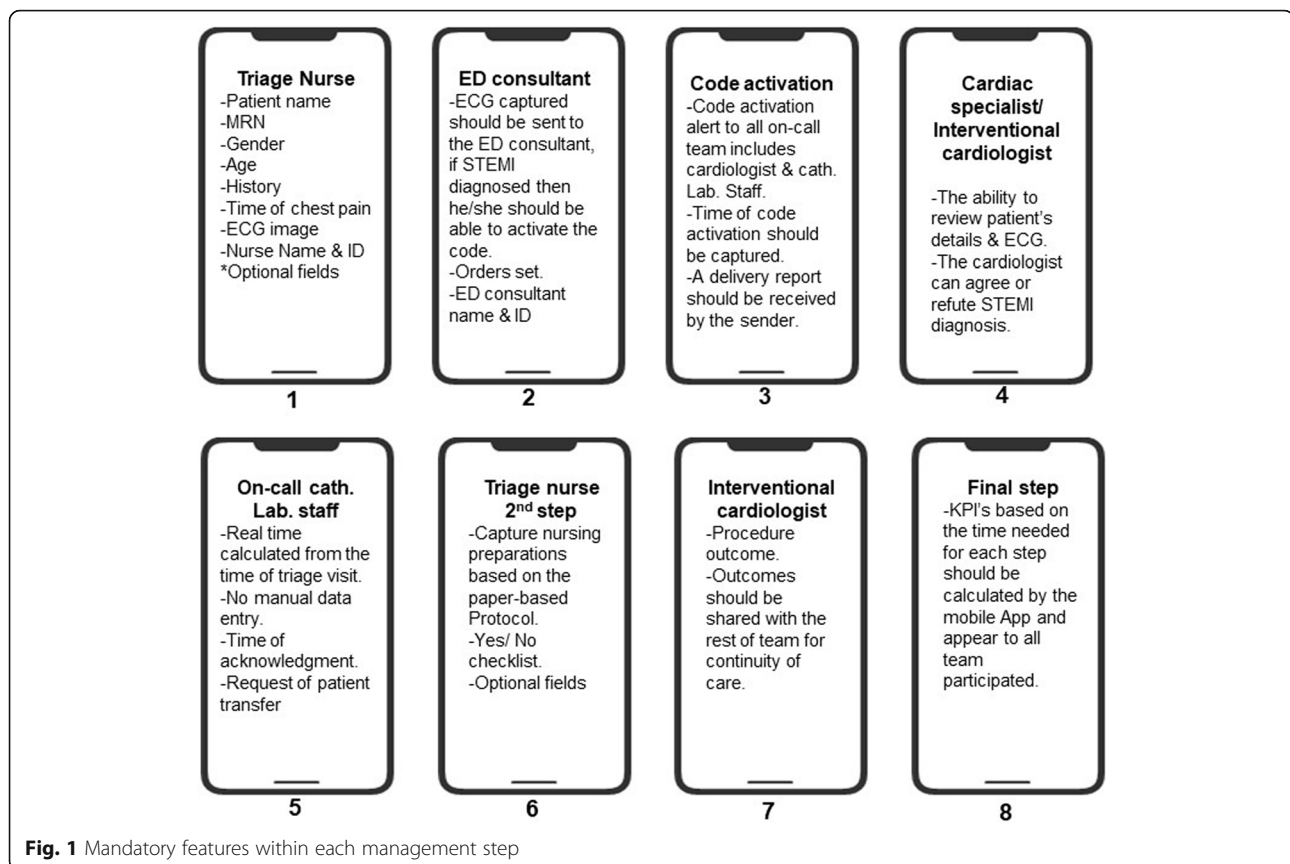 Triage Nurse
-Patient name
-MRN
-Gender
-Age
-History
-Time of chest pain
-ECG image
-Nurse Name & ID
*Optional fields
1
ED consultant
-ECG captured
should be sent to
the ED consultant,
if STEMI
diagnosed then
he/she should be
able to activate the
code.
-Orders set.
-ED consultant
name & ID
2
Code activation
-Code activation
alert to all on-call
team includes
cardiologist & cath.
Lab. Staff.
-Time of code
activation should
be captured.
-A delivery report
should be received
by the sender.
3
Cardiac
specialist/
Interventional
cardiologist
-The ability to
review patient's
details & ECG.
-The cardiologist
can agree or
refute STEMI
diagnosis.
4
On-call cath.
Lab. staff
-Real time
calculated from the
time of triage visit.
-No manual data
entry.
-Time of
acknowledgment.
-Request of patient
transfer
5
Triage nurse
2nd step
-Capture nursing
preparations
based on the
paper-based
Protocol.
-Yes/ No
checklist.
-Optional fields
6
Interventional
cardiologist
-Procedure
outcome.
-Outcomes
should be
shared with the
rest of team for
continuity of
care.
7
Final step
-KPI's based on
the time needed
for each step
should be
calculated by the
mobile App and
appear to all
team
participated.
8
Fig. 1 Mandatory features within each management step